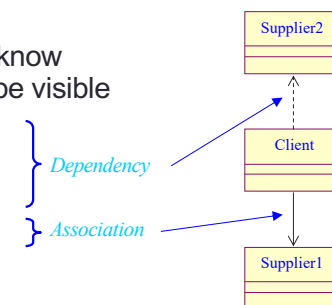 know
be visible
Dependency
Association
Supplier2
Client
Supplier1